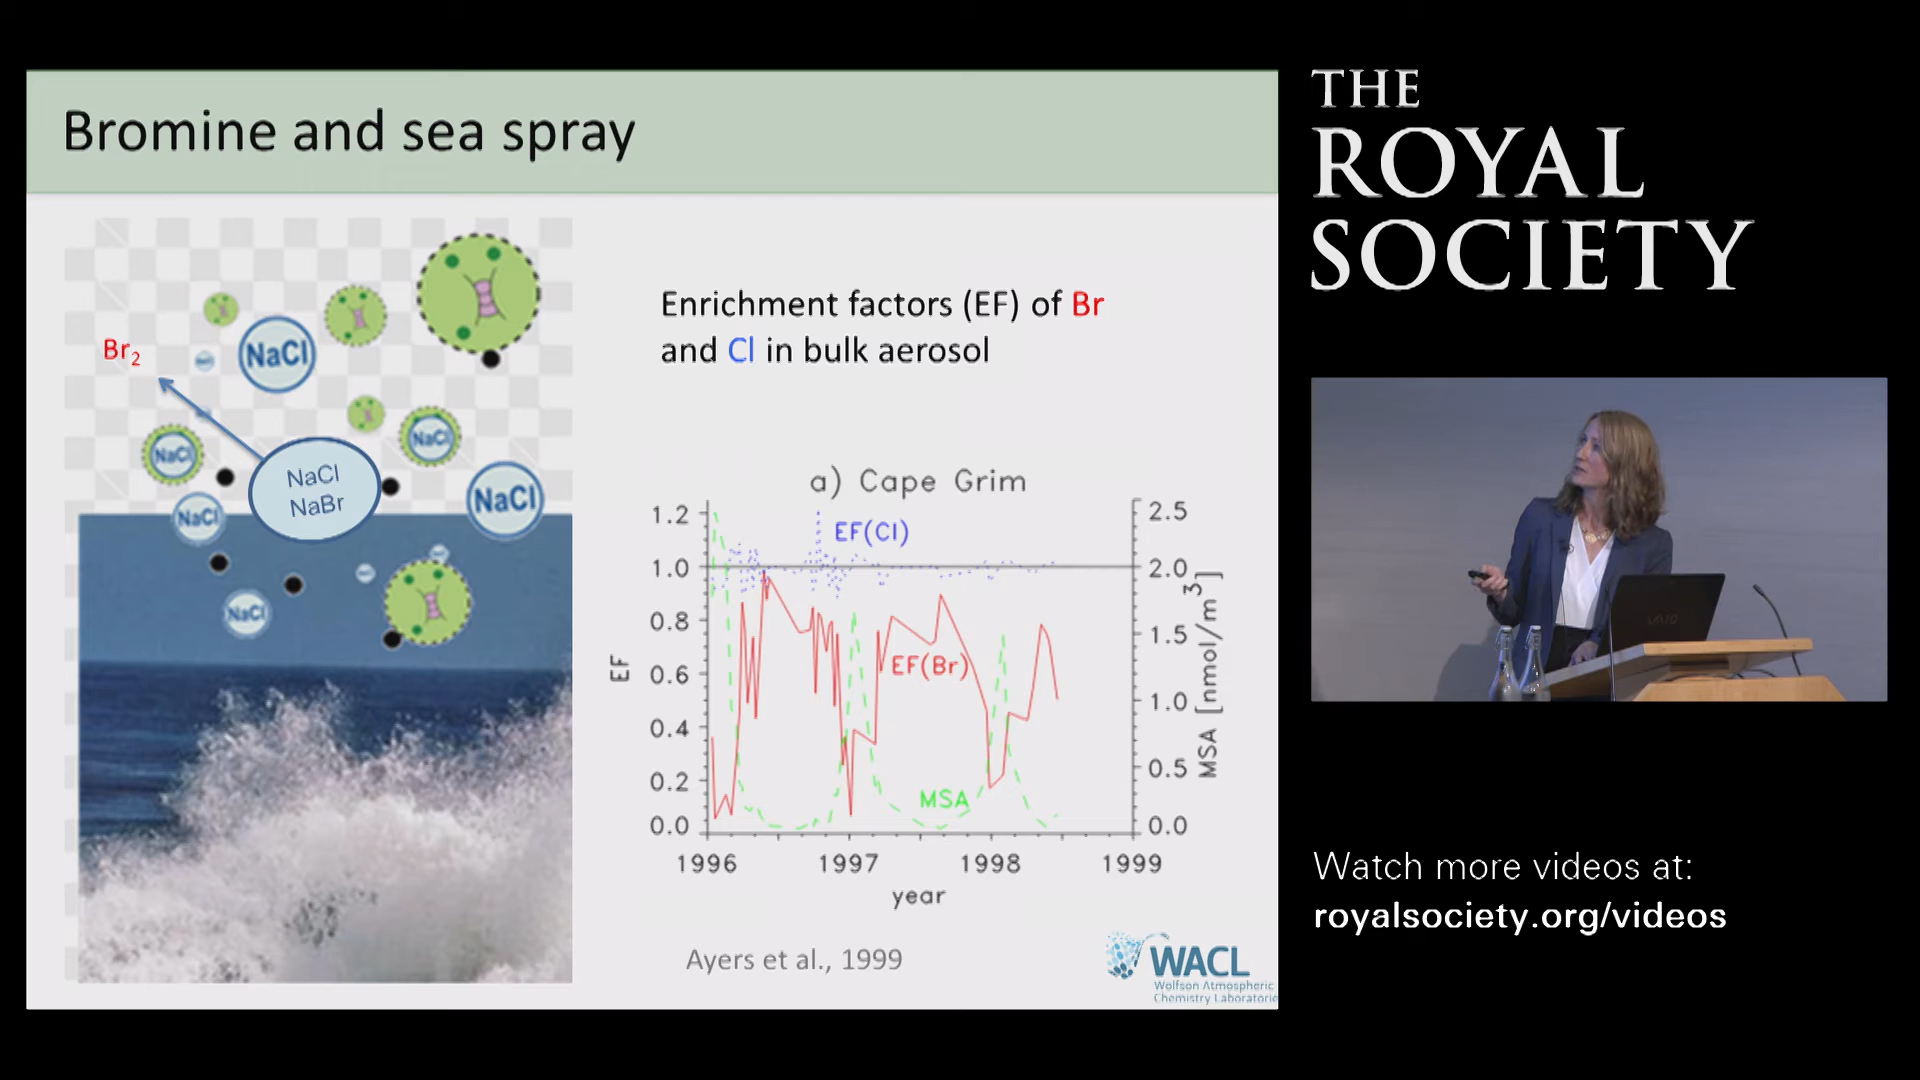 Bromine and sea spray
Br2
NaCl
NaCl
NaCl
NaCl
NaBr
NaCl
NaCl
NaCl
NaCl
Enrichment factors (EF) of Br
and Cl in bulk aerosol
a) Cape Grim
EF(Cl)
EF(Br)
MSA
EF
1.2
1.0
0.8
0.6
0.4
0.2
0.0
2.5
2.0
1.5
1.0
0.5
0.0
MSA [nmol/m3]
1996 1997 1998 1999
year
Ayers et al., 1999
WACL
Wolfson Atmospheric
Chemistry Laboratorie
THE
ROYAL
SOCIETY
VAIO
Watch more videos at:
royalsociety.org/videos